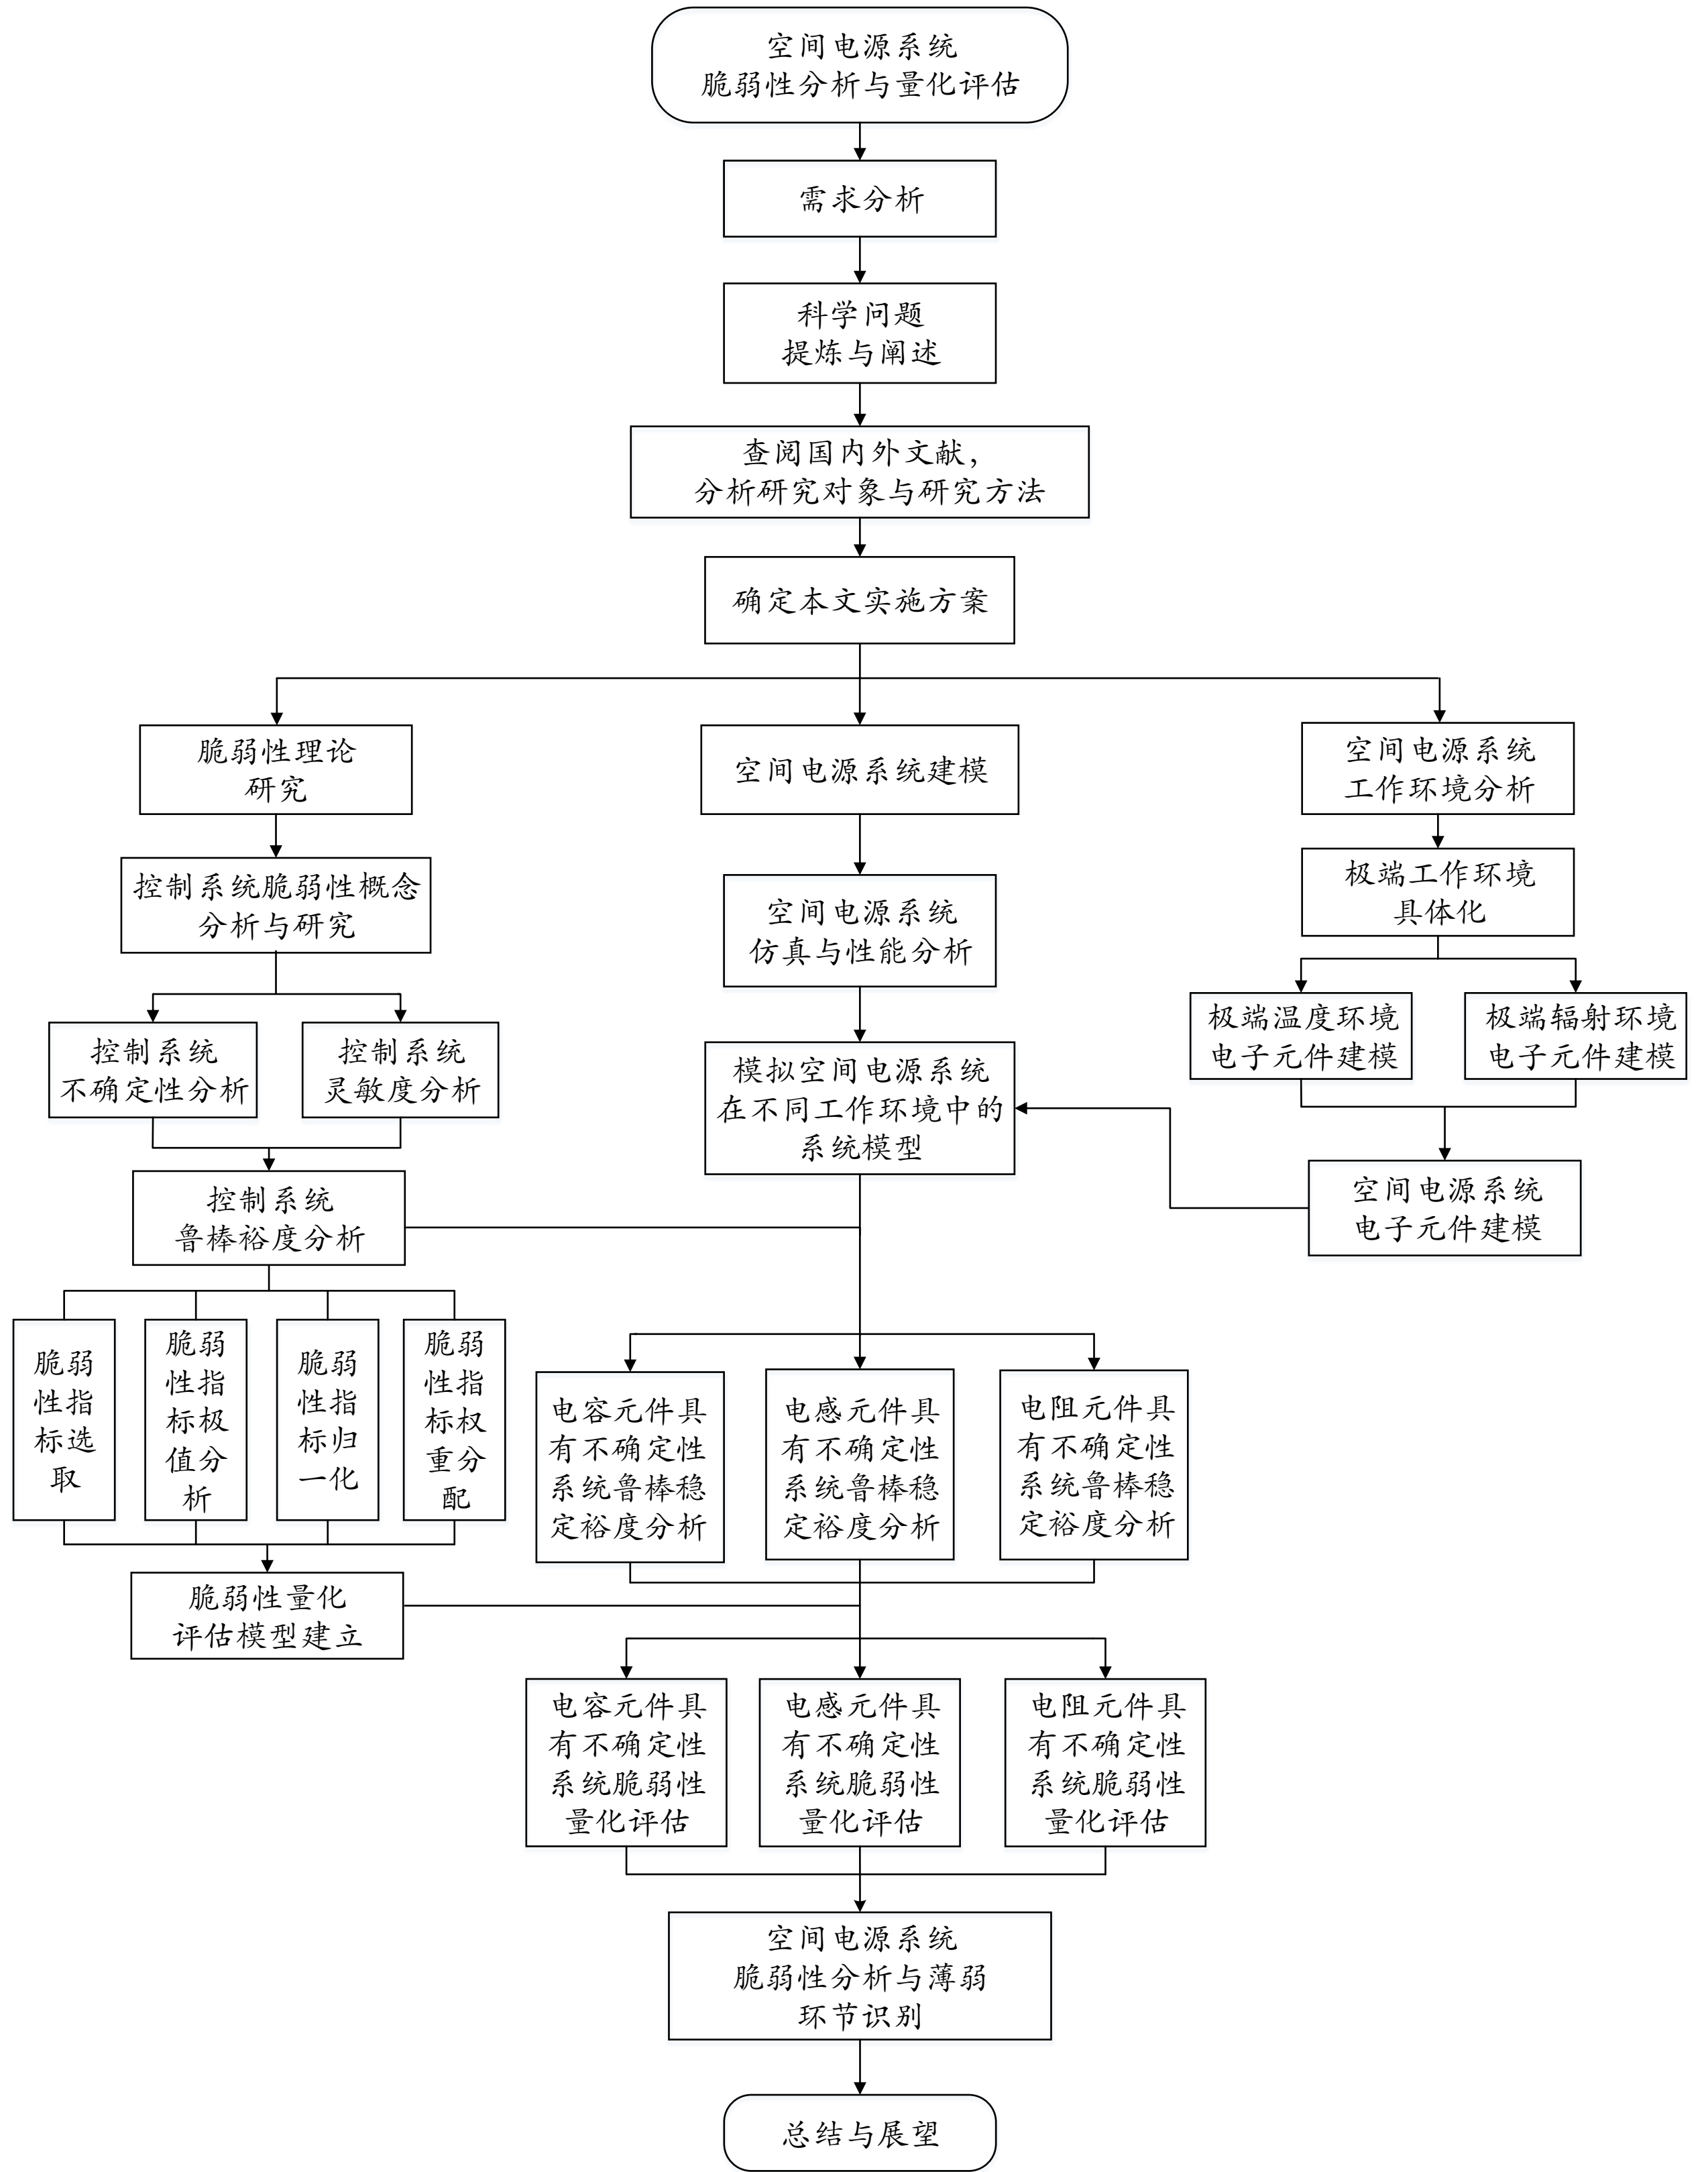 空间电源系统
脆弱性分析与量化评估
需求分析
科学问题
提炼与阐述
查阅国内外文献，
分析研究对象与研究方法
确定本文实施方案
脆弱性理论
研究
空间电源系统建模
空间电源系统
工作环境分析
控制系统脆弱性概念
分析与研究
空间电源系统
仿真与性能分析
极端工作环境
具体化
控制系统
不确定性分析
控制系统
灵敏度分析
模拟空间电源系统
在不同工作环境中的
系统模型
极端温度环境
电子元件建模
极端辐射环境
电子元件建模
控制系统
鲁棒裕度分析
空间电源系统
电子元件建模
脆弱
性指
标选
取
脆弱
性指
标极
值分
析
脆弱
性指
标归
一化
脆弱
性指
标权
重分
配
电容元件具
有不确定性
系统鲁棒稳
定裕度分析
电感元件具
有不确定性
系统鲁棒稳
定裕度分析
电阻元件具
有不确定性
系统鲁棒稳
定裕度分析
脆弱性量化
评估模型建立
电容元件具
有不确定性
系统脆弱性
量化评估
电感元件具
有不确定性
系统脆弱性
量化评估
电阻元件具
有不确定性
系统脆弱性
量化评估
空间电源系统
脆弱性分析与薄弱
环节识别
总结与展望